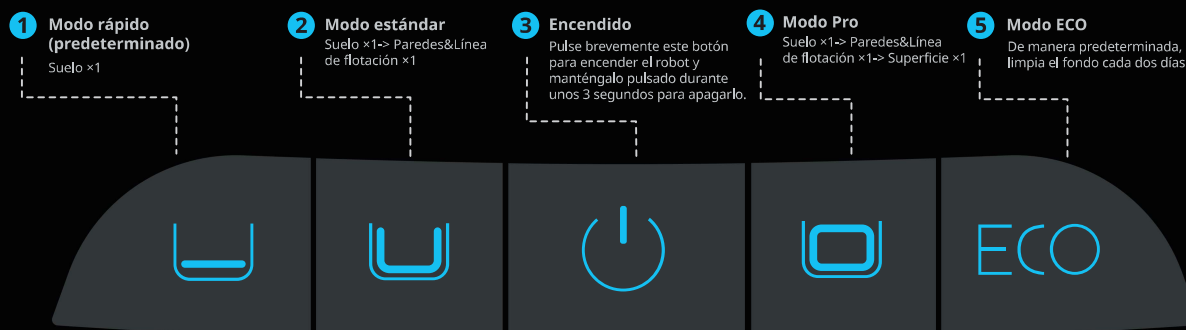 1 Modo rápido
(predeterminado)
Suelo ×1
2 Modo estándar
Suelo ×1-> Paredes&Línea
de flotación ×1
3 Encendido
Pulse brevemente este botón
para encender el robot y
manténgalo pulsado durante
unos 3 segundos para apagarlo.
4 Modo Pro
Suelo ×1-> Paredes&Línea
de flotación ×1-> Superficie ×1
5 Modo ECO
De manera predeterminada,
limpia el fondo cada dos días
ECO